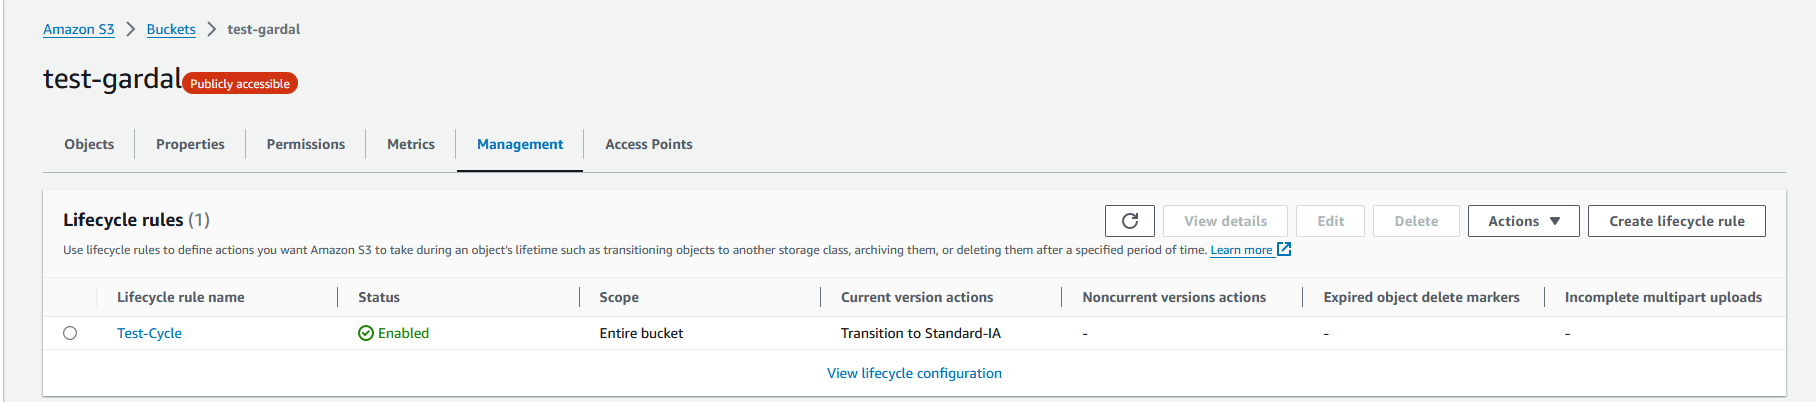 Amazon S3 > Buckets > test-gardal
test-gardal Publicly accessible
Objects Properties Permissions Metrics Management Access Points
Lifecycle rules (1) View details Edit Delete Actions ▼ Create lifecycle rule
Use lifecycle rules to define actions you want Amazon S3 to take during an object's lifetime such as transitioning objects to another storage class, archiving them, or deleting them after a specified period of time. Learn more
Lifecycle rule name Status Scope Current version actions Noncurrent versions actions Expired object delete markers Incomplete multipart uploads
Test-Cycle Enabled Entire bucket Transition to Standard-IA - - -
View lifecycle configuration